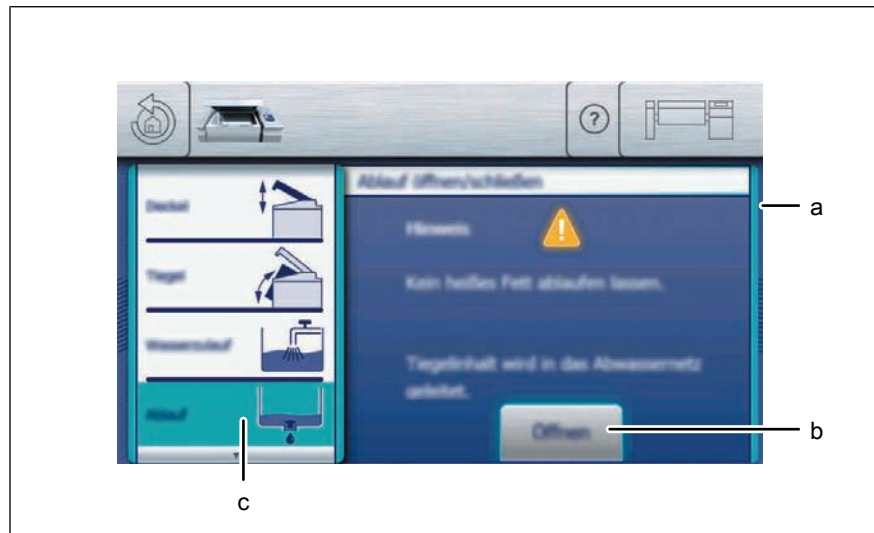 ?
Ablauf öffnen/schließen
Deckel
Hinweis
Tiegel
Kein heißes Fett ablaufen lassen.
Wasserzulauf
Tiegelinhalt wird in das Abwassernetz
geleitet.
Ablauf
Öffnen
a
b
c